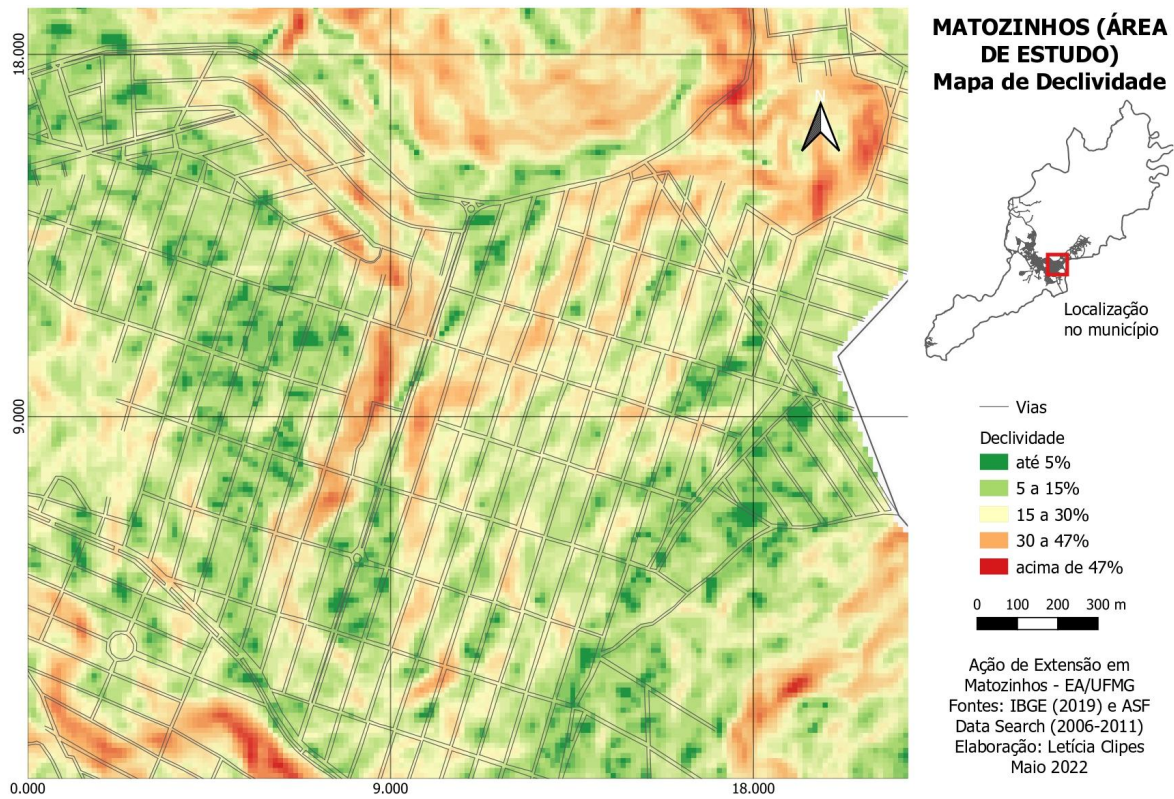 MATOZINHOS (ÁREA
DE ESTUDO)
Mapa de Declividade
18.000
N
Localização
no município
9.000
Vias
Declividade
até 5%
5 a 15%
15 a 30%
30 a 47%
acima de 47%
0 100 200 300 m
Ação de Extensão em
Matozinhos - EA/UFMG
Fontes: IBGE (2019) e ASF
Data Search (2006-2011)
Elaboração: Letícia Clipes
Maio 2022
0.000 9.000 18.000